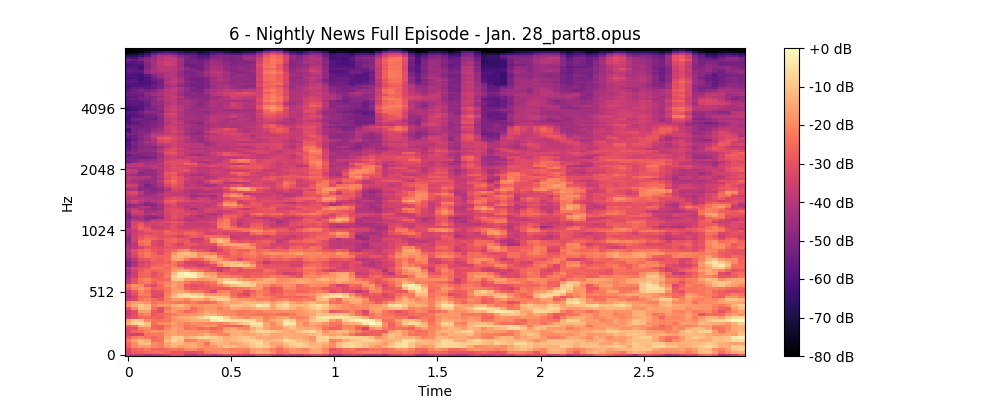 6 - Nightly News Full Episode - Jan. 28_part8.opus
Hz
4096
2048
1024
512
0
0
0.5
1
1.5
2
2.5
Time
+0 dB
-10 dB
-20 dB
-30 dB
-40 dB
-50 dB
-60 dB
-70 dB
-80 dB